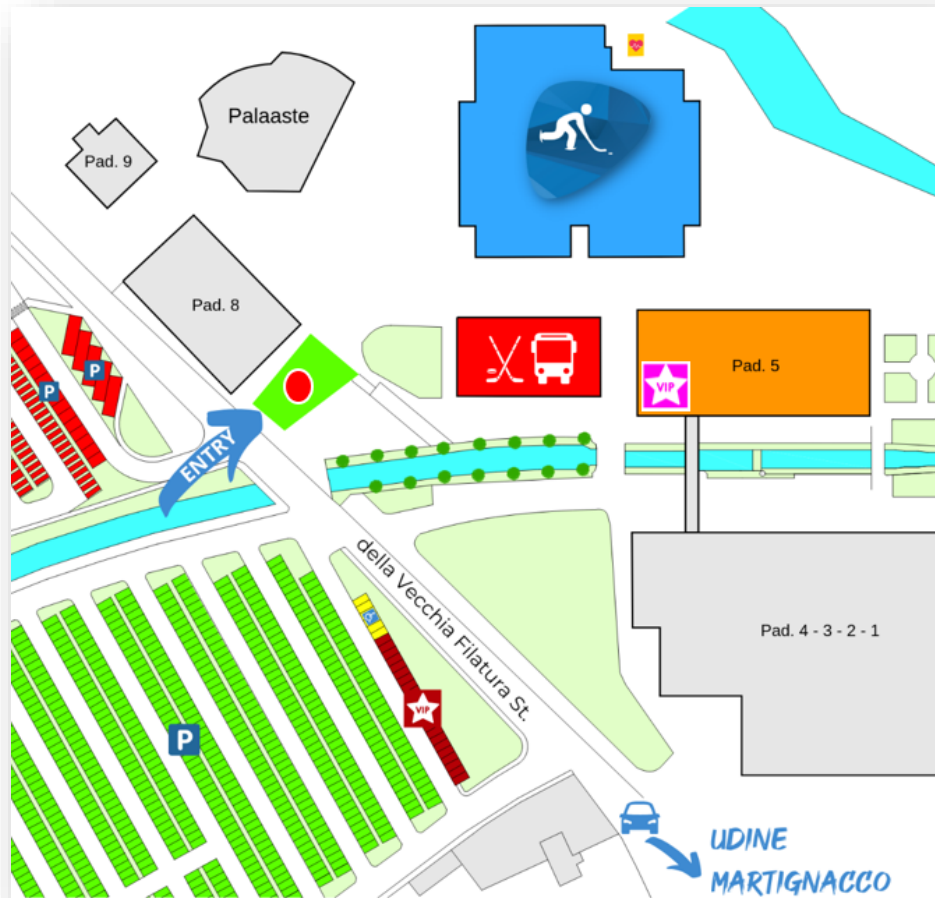 Palaaste
Pad. 9
Pad. 8
Pad. 5
VIP
P
P
ENTRY
della Vecchia Filatura St.
Pad. 4 - 3 - 2 - 1
VIP
P
UDINE
MARTIGNACCO